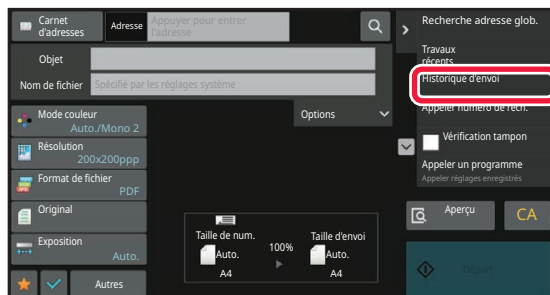 Carnet
d'adresses
Adresse
Appuyer pour entrer
l'adresse
Objet
Nom de fichier
Spécifié par les réglages système
Mode couleur
Auto./Mono 2
Résolution
200x200ppp
Format de fichier
PDF
Original
Exposition
Auto.
Autres
Options
Taille de num.
Auto.
A4
100%
Taille d'envoi
Auto.
A4
Recherche adresse glob.
Travaux
récents
Historique d'envoi
Appeler numéro de rech.
Vérification tampon
Appeler un programme
Appeler réglages enregistrés
Aperçu
CA
Départ